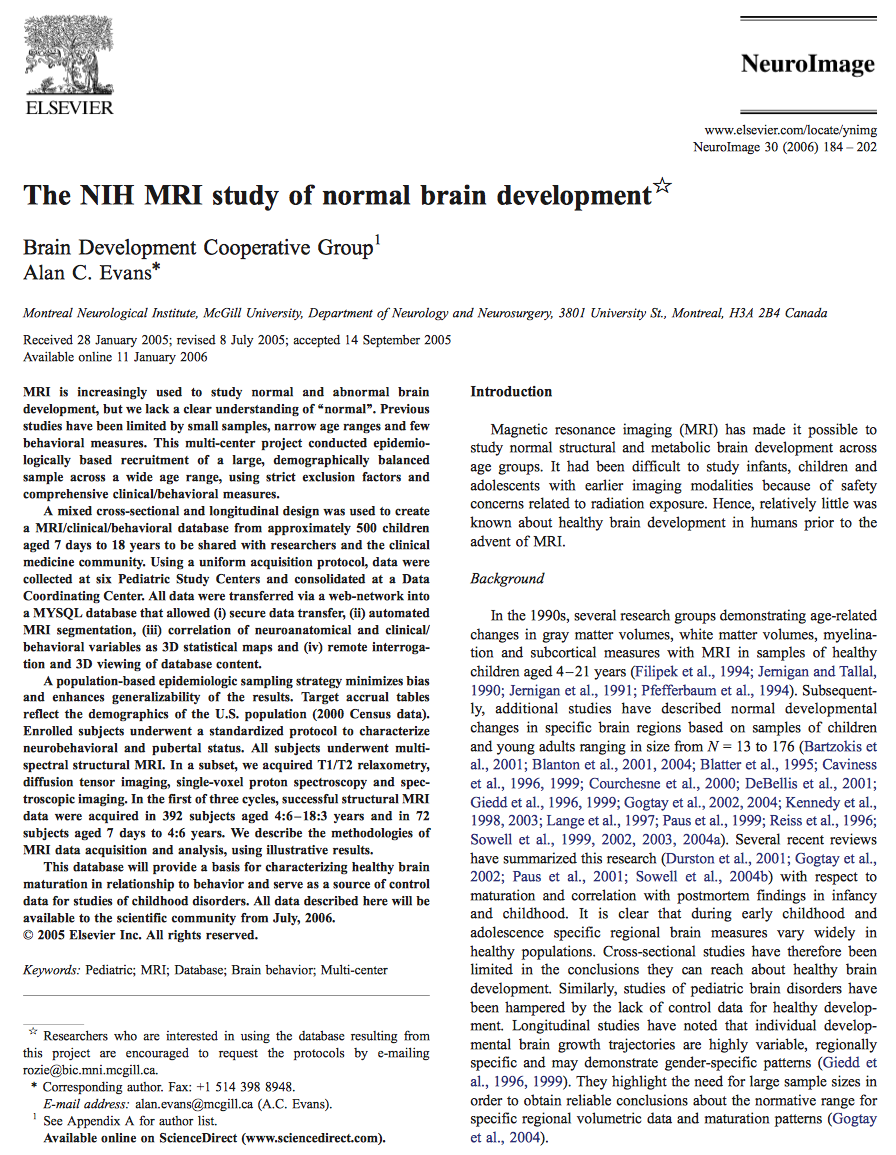 ELSEVIER
NeuroImage
www.elsevier.com/locate/ynimg
NeuroImage 30 (2006) 184 – 202
The NIH MRI study of normal brain development☆
Brain Development Cooperative Group1
Alan C. Evans*
Montreal Neurological Institute, McGill University, Department of Neurology and Neurosurgery, 3801 University St., Montreal, H3A 2B4 Canada
Received 28 January 2005; revised 8 July 2005; accepted 14 September 2005
Available online 11 January 2006
MRI is increasingly used to study normal and abnormal brain
development, but we lack a clear understanding of “normal”. Previous
studies have been limited by small samples, narrow age ranges and few
behavioral measures. This multi-center project conducted epidemio-
logically based recruitment of a large, demographically balanced
sample across a wide age range, using strict exclusion factors and
comprehensive clinical/behavioral measures.
A mixed cross-sectional and longitudinal design was used to create
a MRI/clinical/behavioral database from approximately 500 children
aged 7 days to 18 years to be shared with researchers and the clinical
medicine community. Using a uniform acquisition protocol, data were
collected at six Pediatric Study Centers and consolidated at a Data
Coordinating Center. All data were transferred via a web-network into
a MYSQL database that allowed (i) secure data transfer, (ii) automated
MRI segmentation, (iii) correlation of neuroanatomical and clinical/
behavioral variables as 3D statistical maps and (iv) remote interroga-
tion and 3D viewing of database content.
A population-based epidemiologic sampling strategy minimizes bias
and enhances generalizability of the results. Target accrual tables
reflect the demographics of the U.S. population (2000 Census data).
Enrolled subjects underwent a standardized protocol to characterize
neurobehavioral and pubertal status. All subjects underwent multi-
spectral structural MRI. In a subset, we acquired T1/T2 relaxometry,
diffusion tensor imaging, single-voxel proton spectroscopy and spec-
troscopic imaging. In the first of three cycles, successful structural MRI
data were acquired in 392 subjects aged 4:6–18:3 years and in 72
subjects aged 7 days to 4:6 years. We describe the methodologies of
MRI data acquisition and analysis, using illustrative results.
This database will provide a basis for characterizing healthy brain
maturation in relationship to behavior and serve as a source of control
data for studies of childhood disorders. All data described here will be
available to the scientific community from July, 2006.
© 2005 Elsevier Inc. All rights reserved.
Keywords: Pediatric; MRI; Database; Brain behavior; Multi-center
☆ Researchers who are interested in using the database resulting from
this project are encouraged to request the protocols by e-mailing
rozie@bic.mni.mcgill.ca.
* Corresponding author. Fax: +1 514 398 8948.
E-mail address: alan.evans@mcgill.ca (A.C. Evans).
1 See Appendix A for author list.
Available online on ScienceDirect (www.sciencedirect.com).
Introduction
Magnetic resonance imaging (MRI) has made it possible to
study normal structural and metabolic brain development across
age groups. It had been difficult to study infants, children and
adolescents with earlier imaging modalities because of safety
concerns related to radiation exposure. Hence, relatively little was
known about healthy brain development in humans prior to the
advent of MRI.
Background
In the 1990s, several research groups demonstrating age-related
changes in gray matter volumes, white matter volumes, myelina-
tion and subcortical measures with MRI in samples of healthy
children aged 4–21 years (Filipek et al., 1994; Jernigan and Tallal,
1990; Jernigan et al., 1991; Pfefferbaum et al., 1994). Subsequent-
ly, additional studies have described normal developmental
changes in specific brain regions based on samples of children
and young adults ranging in size from N = 13 to 176 (Bartzokis et
al., 2001; Blanton et al., 2001, 2004; Blatter et al., 1995; Caviness
et al., 1996, 1999; Courchesne et al., 2000; DeBellis et al., 2001;
Giedd et al., 1996, 1999; Gogtay et al., 2002, 2004; Kennedy et al.,
1998, 2003; Lange et al., 1997; Paus et al., 1999; Reiss et al., 1996;
Sowell et al., 1999, 2002, 2003, 2004a). Several recent reviews
have summarized this research (Durston et al., 2001; Gogtay et al.,
2002; Paus et al., 2001; Sowell et al., 2004b) with respect to
maturation and correlation with postmortem findings in infancy
and childhood. It is clear that during early childhood and
adolescence specific regional brain measures vary widely in
healthy populations. Cross-sectional studies have therefore been
limited in the conclusions they can reach about healthy brain
development. Similarly, studies of pediatric brain disorders have
been hampered by the lack of control data for healthy develop-
ment. Longitudinal studies have noted that individual develop-
mental brain growth trajectories are highly variable, regionally
specific and may demonstrate gender-specific patterns (Giedd et
al., 1996, 1999). They highlight the need for large sample sizes in
order to obtain reliable conclusions about the normative range for
specific regional volumetric data and maturation patterns (Gogtay
et al., 2004).